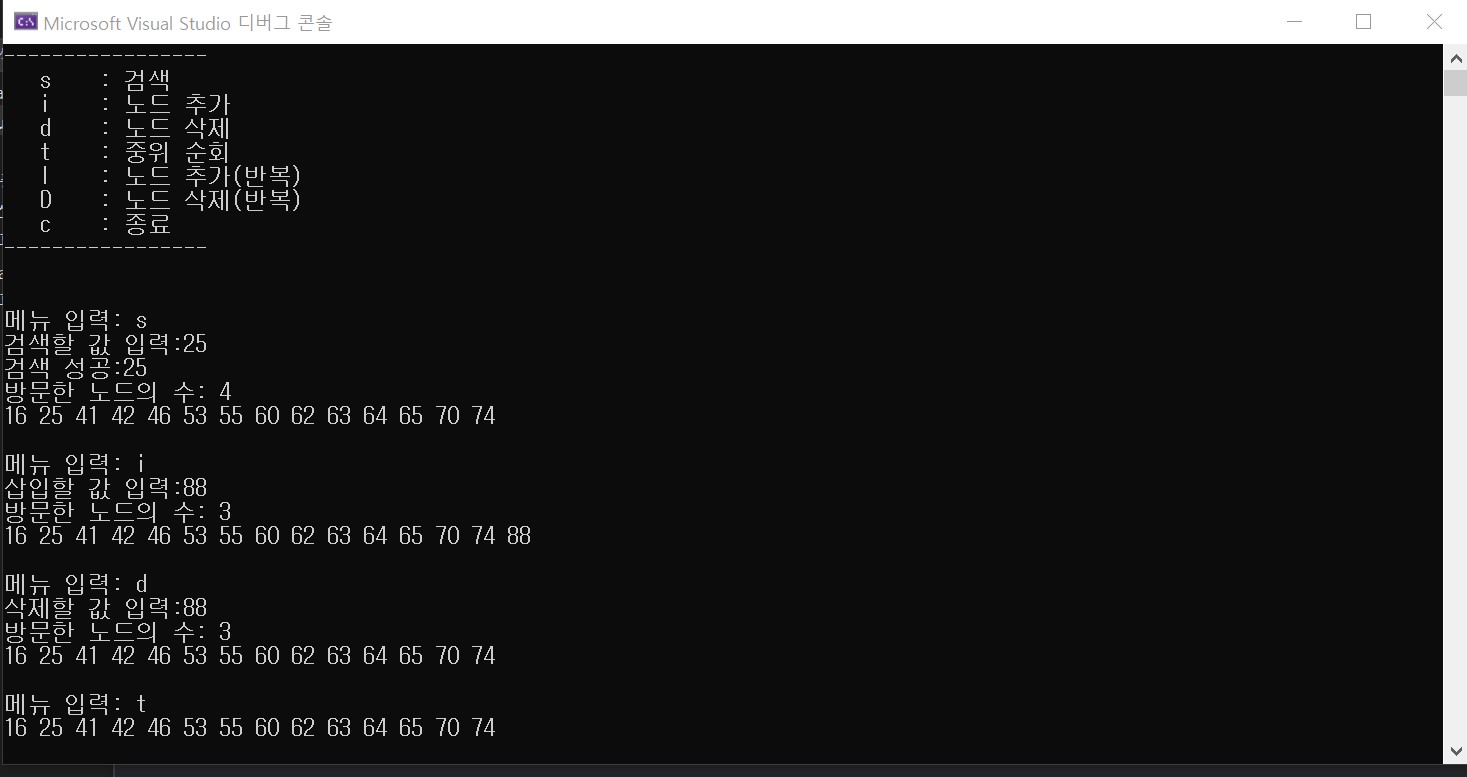 Microsoft Visual Studio 디버그 콘솔
-----------------
s : 검색
i : 노드 추가
d : 노드 삭제
t : 중위 순회
I : 노드 추가(반복)
D : 노드 삭제(반복)
c : 종료
-----------------
메뉴 입력: s
검색할 값 입력:25
검색 성공:25
방문한 노드의 수: 4
16 25 41 42 46 53 55 60 62 63 64 65 70 74
메뉴 입력: i
삽입할 값 입력:88
방문한 노드의 수: 3
16 25 41 42 46 53 55 60 62 63 64 65 70 74 88
메뉴 입력: d
삭제할 값 입력:88
방문한 노드의 수: 3
16 25 41 42 46 53 55 60 62 63 64 65 70 74
메뉴 입력: t
16 25 41 42 46 53 55 60 62 63 64 65 70 74